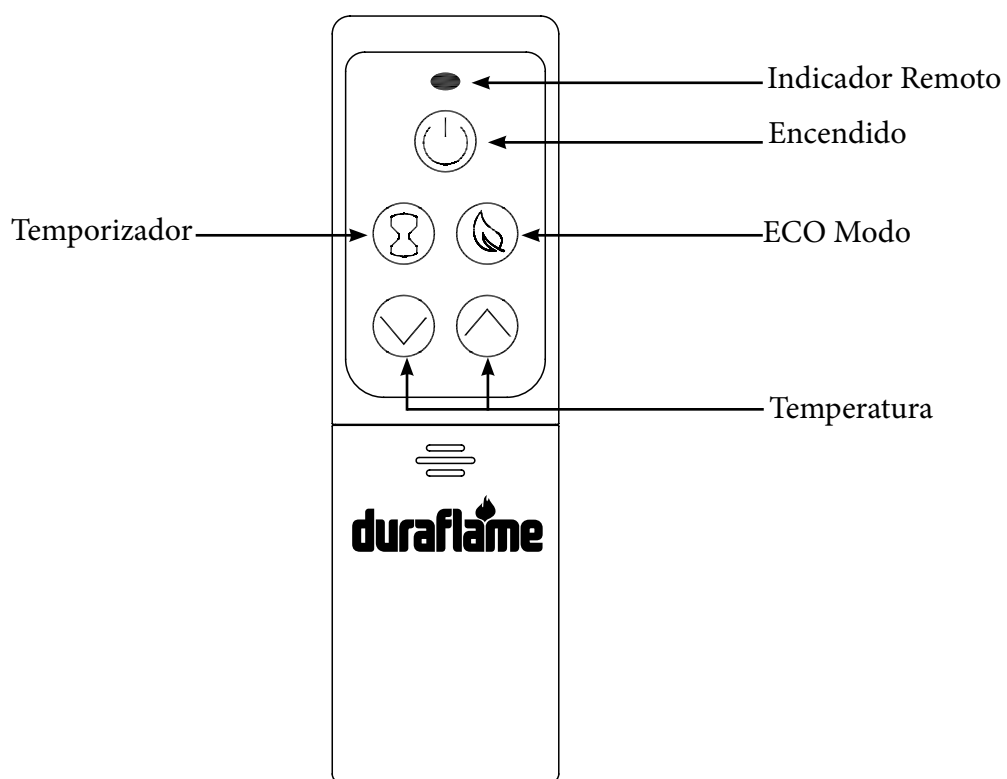 Indicador Remoto
Encendido
Temporizador
ECO Modo
Temperatura
duraflame